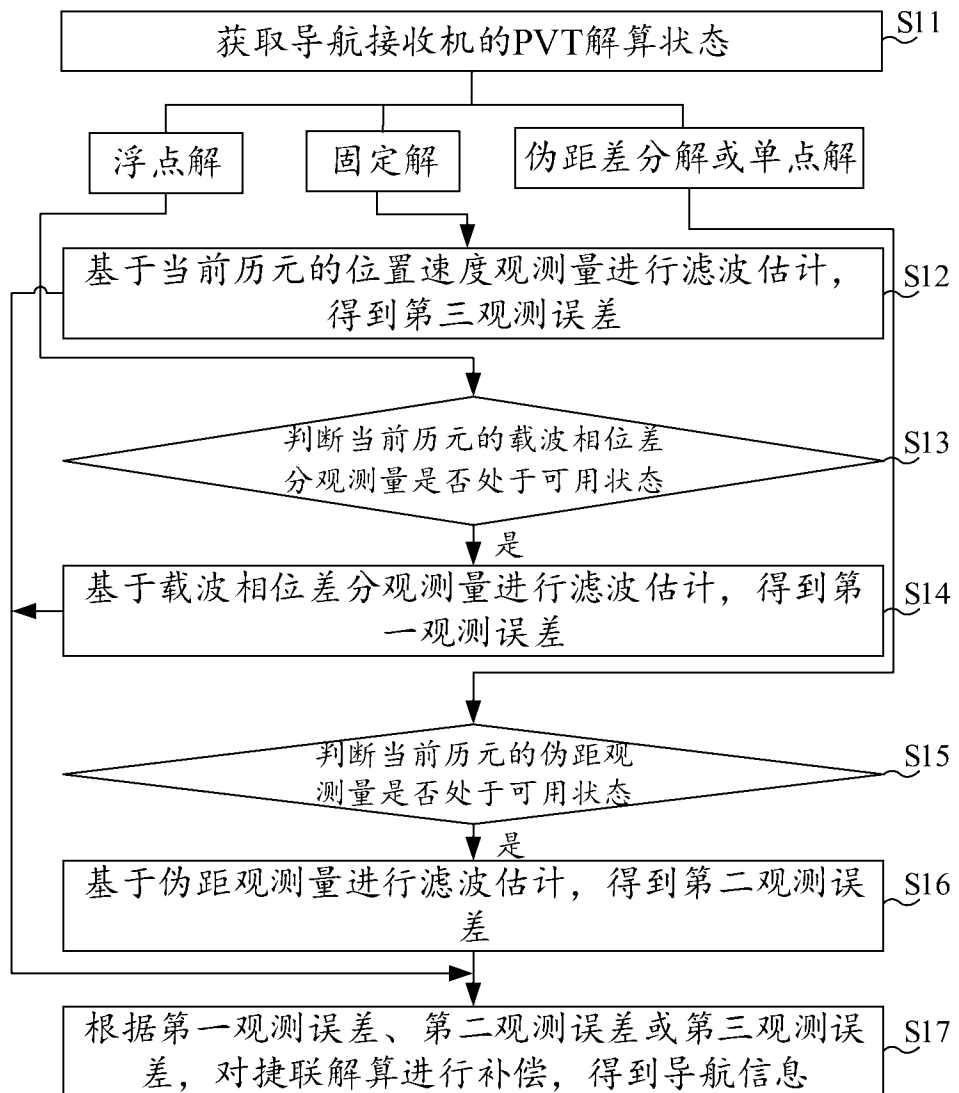 获取导航接收机的PVT解算状态
S11
浮点解
固定解
伪距差分解或单点解
基于当前历元的位置速度观测量进行滤波估计，
得到第三观测误差
S12
判断当前历元的载波相位差
分观测量是否处于可用状态
S13
是
基于载波相位差分观测量进行滤波估计，得到第
一观测误差
S14
判断当前历元的伪距观
测量是否处于可用状态
S15
是
基于伪距观测量进行滤波估计，得到第二观测误
差
S16
根据第一观测误差、第二观测误差或第三观测误
差，对捷联解算进行补偿，得到导航信息
S17